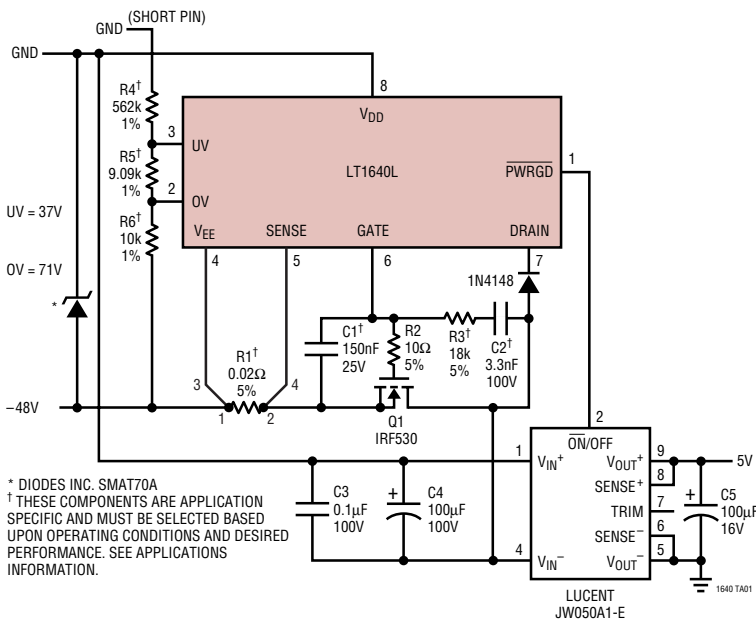 (SHORT PIN)
GND
GND
R4†
562k
1%
R5†
9.09k
1%
R6†
10k
1%
UV = 37V
OV = 71V
*
8
VDD
3
UV
LT1640L
PWRGD
1
2
OV
VEE
SENSE
GATE
DRAIN
4
5
6
7
1N4148
C1†
150nF
25V
R2
10Ω
5%
R3†
18k
5%
C2†
3.3nF
100V
R1†
0.02Ω
5%
3
4
–48V
1
2
Q1
IRF530
2
ON/OFF
1
VIN+
VOUT+
9
5V
SENSE+
8
TRIM
7
SENSE–
6
4
VIN–
VOUT–
5
C3
0.1µF
100V
+
C4
100µF
100V
+
C5
100µF
16V
LUCENT
JW050A1-E
1640 TA01
* DIODES INC. SMAT70A
† THESE COMPONENTS ARE APPLICATION
SPECIFIC AND MUST BE SELECTED BASED
UPON OPERATING CONDITIONS AND DESIRED
PERFORMANCE. SEE APPLICATIONS
INFORMATION.